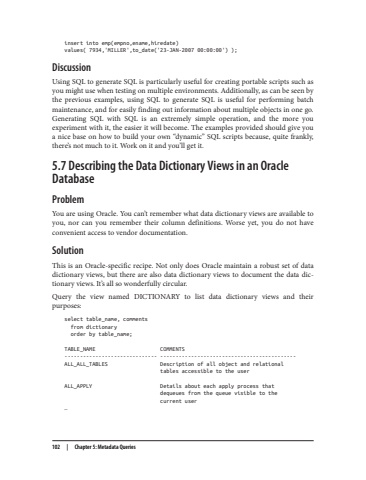 insert into emp(empno,ename,hiredate)
values( 7934,'MILLER',to_date('23-JAN-2007 00:00:00') );
Discussion
Using SQL to generate SQL is particularly useful for creating portable scripts such as
you might use when testing on multiple environments. Additionally, as can be seen by
the previous examples, using SQL to generate SQL is useful for performing batch
maintenance, and for easily finding out information about multiple objects in one go.
Generating SQL with SQL is an extremely simple operation, and the more you
experiment with it, the easier it will become. The examples provided should give you
a nice base on how to build your own “dynamic” SQL scripts because, quite frankly,
there’s not much to it. Work on it and you’ll get it.
5.7 Describing the Data Dictionary Views in an Oracle
Database
Problem
You are using Oracle. You can’t remember what data dictionary views are available to
you, nor can you remember their column definitions. Worse yet, you do not have
convenient access to vendor documentation.
Solution
This is an Oracle-specific recipe. Not only does Oracle maintain a robust set of data
dictionary views, but there are also data dictionary views to document the data dic-
tionary views. It’s all so wonderfully circular.
Query the view named DICTIONARY to list data dictionary views and their
purposes:
select table_name, comments
from dictionary
order by table_name;
TABLE_NAME COMMENTS
------------------------------ --------------------------------------------
ALL_ALL_TABLES Description of all object and relational
tables accessible to the user
ALL_APPLY Details about each apply process that
dequeues from the queue visible to the
current user
…
102 | Chapter 5: Metadata Queries